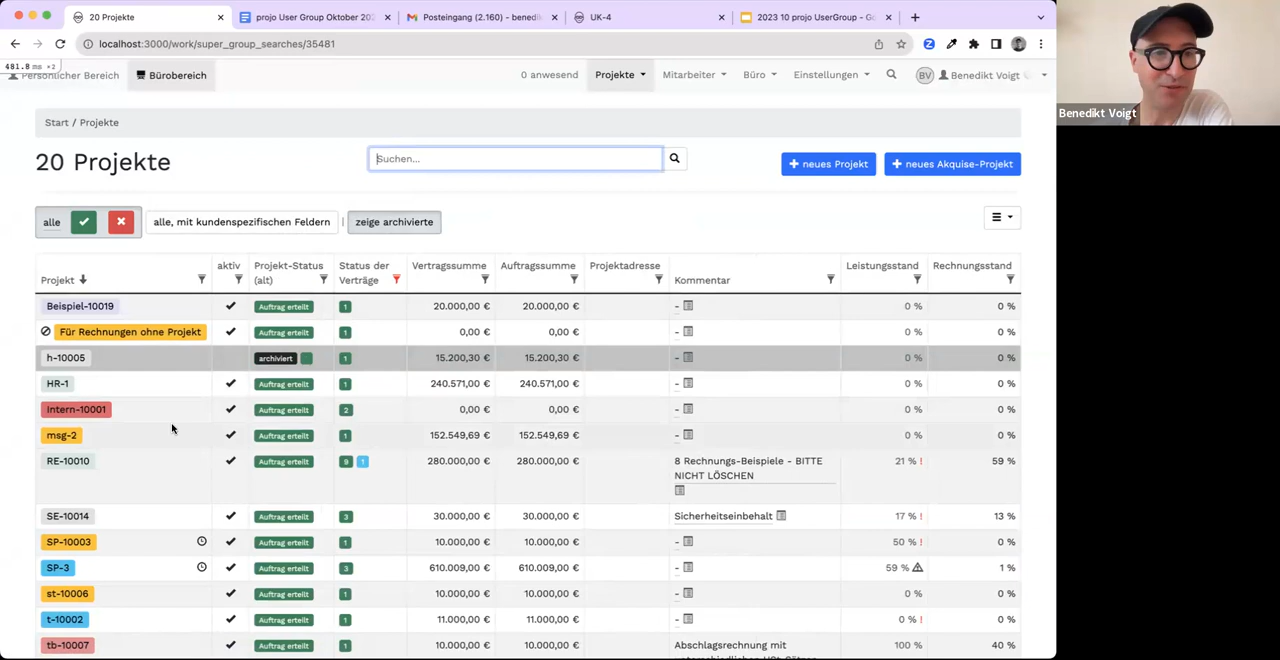 20 Projekte
projo User Group Oktober 202
Posteingang (2.160) – benedi
UK-4
2023 10 projo UserGroup – G
localhost:3000/work/super_group_searches/35481
481.8 ms ×2
Persönlicher Bereich
Bürobereich
0 anwesend
Projekte
Mitarbeiter
Büro
Einstellungen
BV
Benedikt Voigt
Benedikt Voigt
Start / Projekte
20 Projekte
Suchen...
+ neues Projekt
+ neues Akquise-Projekt
alle
alle, mit kundenspezifischen Feldern
|
zeige archivierte
Projekt aktiv Projekt-Status (alt) Status der Verträge Vertragssumme Auftragssumme Projektadresse Kommentar Leistungsstand Rechnungsstand
Beispiel-10019 Auftrag erteilt 1 20.000,00 € 20.000,00 € - 0 % 0 %
Für Rechnungen ohne Projekt Auftrag erteilt 1 0,00 € 0,00 € - 0 % 0 %
h-10005 archiviert 1 15.200,30 € 15.200,30 € - 0 % 0 %
HR-1 Auftrag erteilt 1 240.571,00 € 240.571,00 € - 0 % 0 %
Intern-10001 Auftrag erteilt 2 0,00 € 0,00 € - 0 % 0 %
msg-2 Auftrag erteilt 1 152.549,69 € 152.549,69 € - 0 % 0 %
RE-10010 Auftrag erteilt 9 1 280.000,00 € 280.000,00 € 8 Rechnungs-Beispiele - BITTE NICHT LÖSCHEN 21 % ! 59 %
SE-10014 Auftrag erteilt 3 30.000,00 € 30.000,00 € Sicherheitseinbehalt 17 % ! 13 %
SP-10003 Auftrag erteilt 1 10.000,00 € 10.000,00 € - 50 % ! 0 %
SP-3 Auftrag erteilt 3 610.009,00 € 610.009,00 € - 59 % 1 %
st-10006 Auftrag erteilt 1 10.000,00 € 10.000,00 € - 0 % 0 %
t-10002 Auftrag erteilt 1 11.000,00 € 11.000,00 € - 0 % ! 0 %
tb-10007 Auftrag erteilt 1 10.000,00 € 10.000,00 € Abschlagsrechnung mit 100 % 40 %